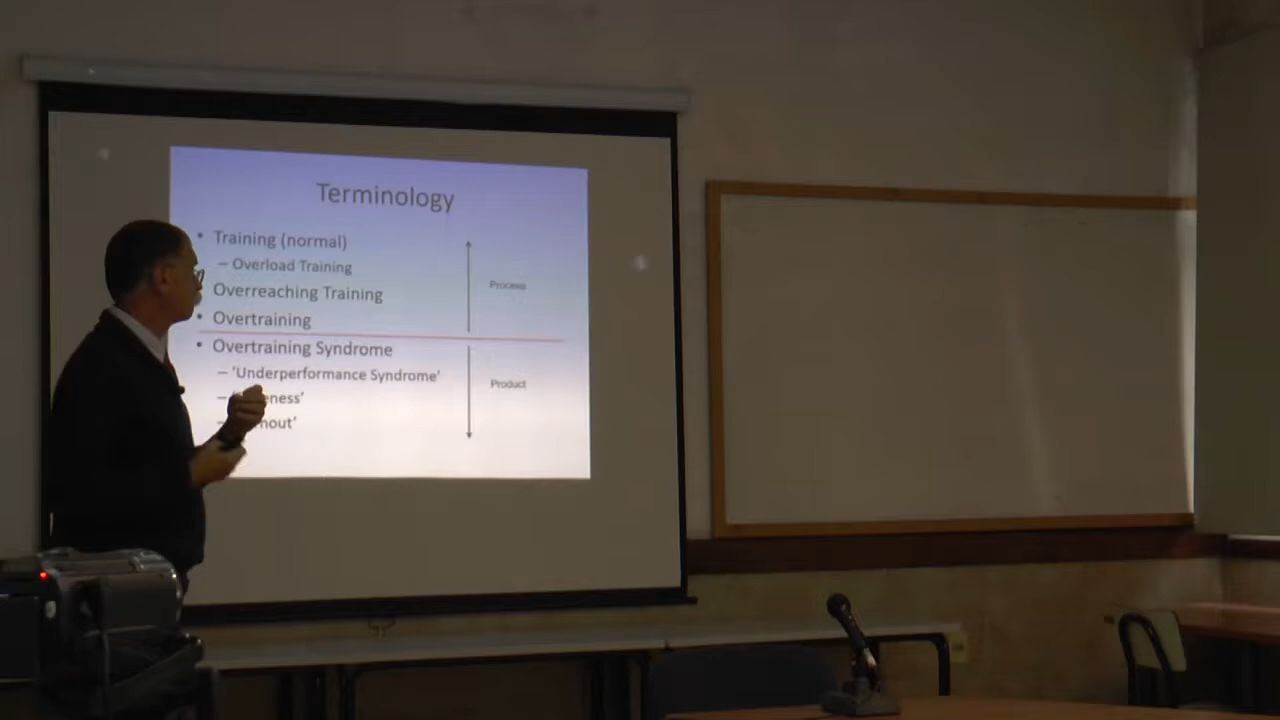 Terminology
• Training (normal)
– Overload Training
Overreaching Training
• Overtraining
Process
• Overtraining Syndrome
– 'Underperformance Syndrome'
Product